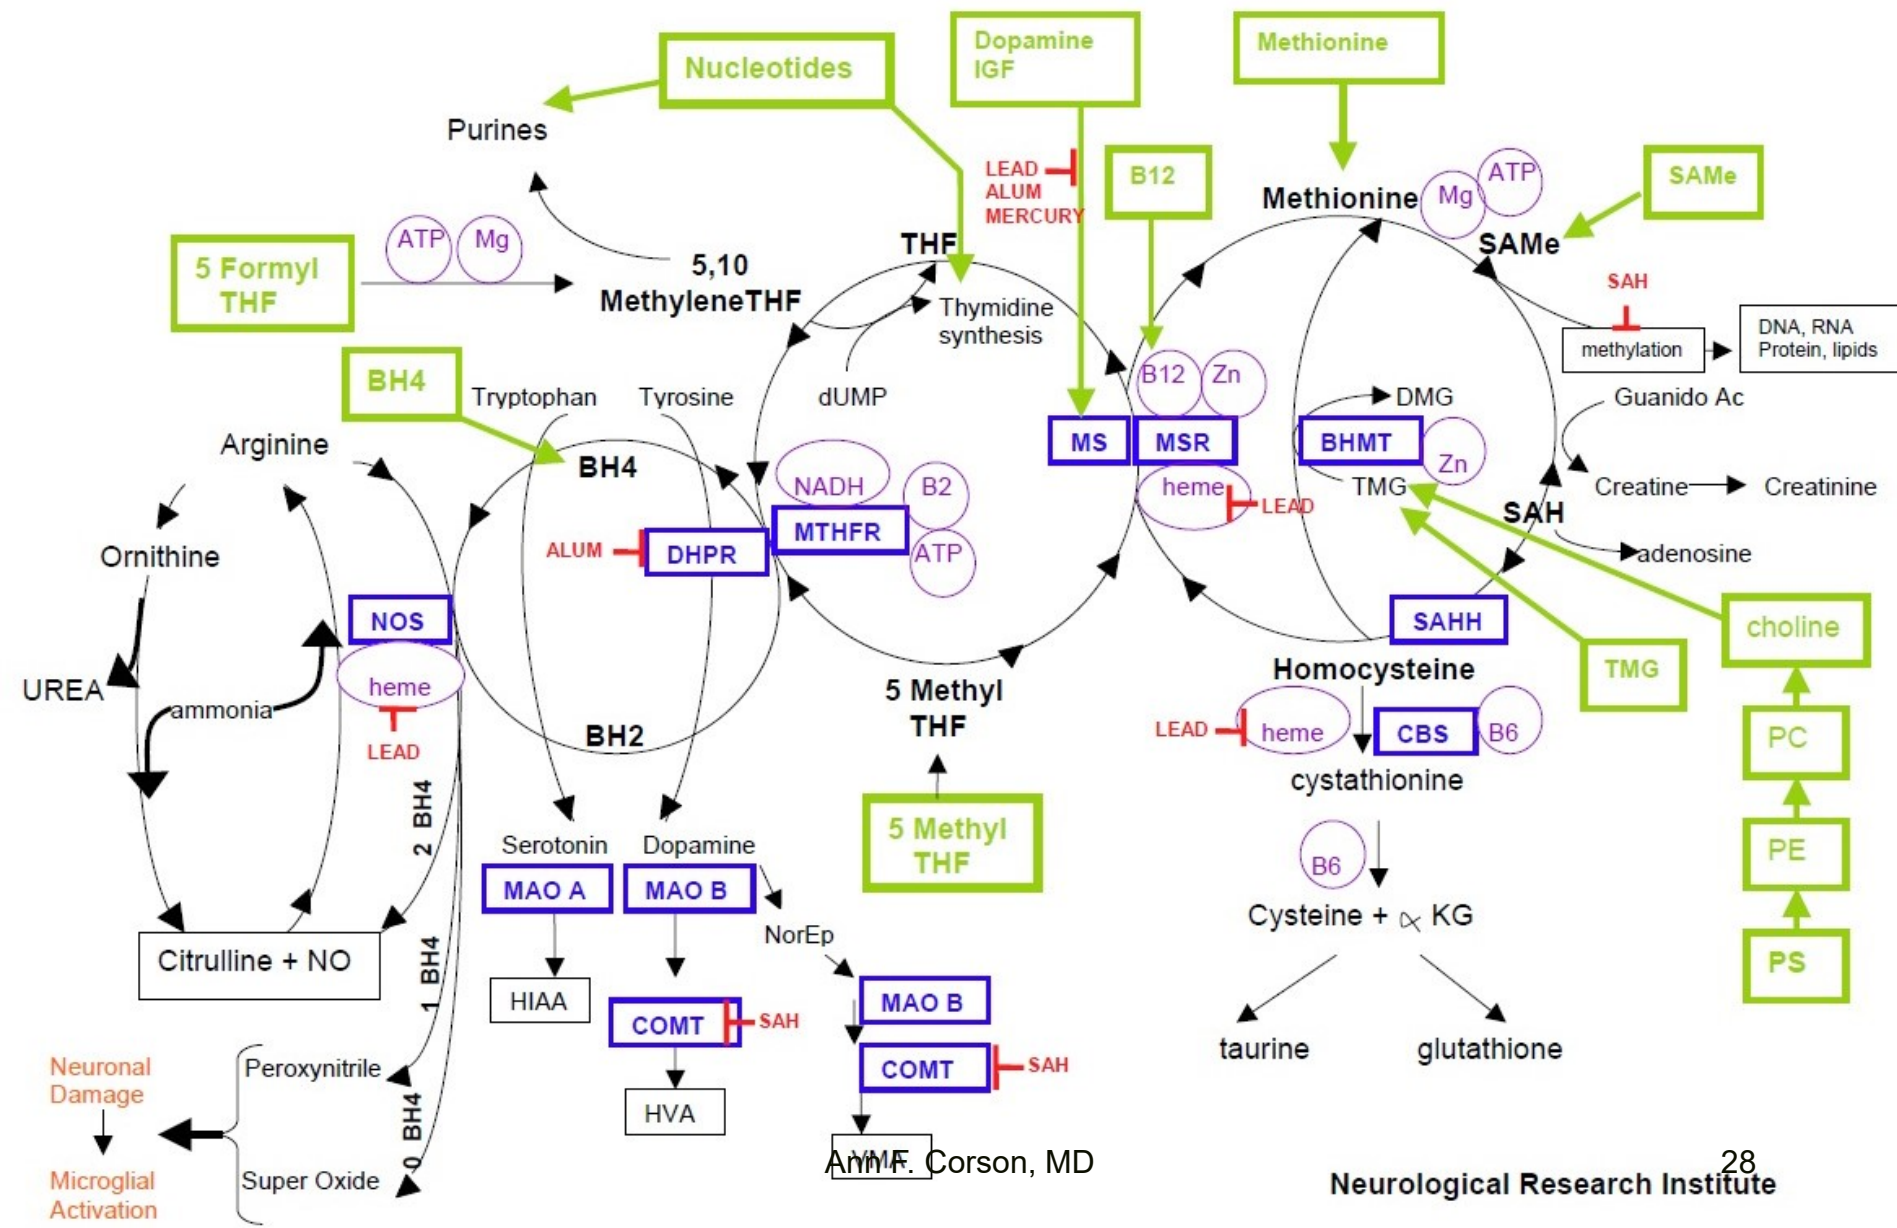 Nucleotides
Dopamine
IGF
Methionine
Purines
LEAD
ALUM
MERCURY
B12
Methionine
Mg
ATP
SAMe
SAMe
5 Formyl
THF
ATP
Mg
5,10
MethyleneTHF
THF
Thymidine
synthesis
SAH
methylation
DNA, RNA
Protein, lipids
BH4
Tryptophan
Tyrosine
dUMP
B12
Zn
DMG
Guanido Ac
Arginine
BH4
MS
MSR
BHMT
Zn
NADH
B2
heme
LEAD
TMG
Creatine
Creatinine
SAH
Ornithine
ALUM
DHPR
MTHFR
ATP
adenosine
NOS
SAHH
choline
UREA
ammonia
heme
LEAD
BH2
5 Methyl
THF
Homocysteine
TMG
LEAD
heme
CBS
B6
PC
cystathionine
2 BH4
Serotonin
Dopamine
5 Methyl
THF
B6
PE
MAO A
MAO B
NorEp
Cysteine + α KG
Citrulline + NO
1 BH4
HIAA
MAO B
PS
COMT
SAH
taurine
glutathione
Neuronal
Damage
Peroxynitrile
COMT
SAH
HVA
0 BH4
VMA
Ann F. Corson, MD
28
Microglial
Activation
Super Oxide
Neurological Research Institute